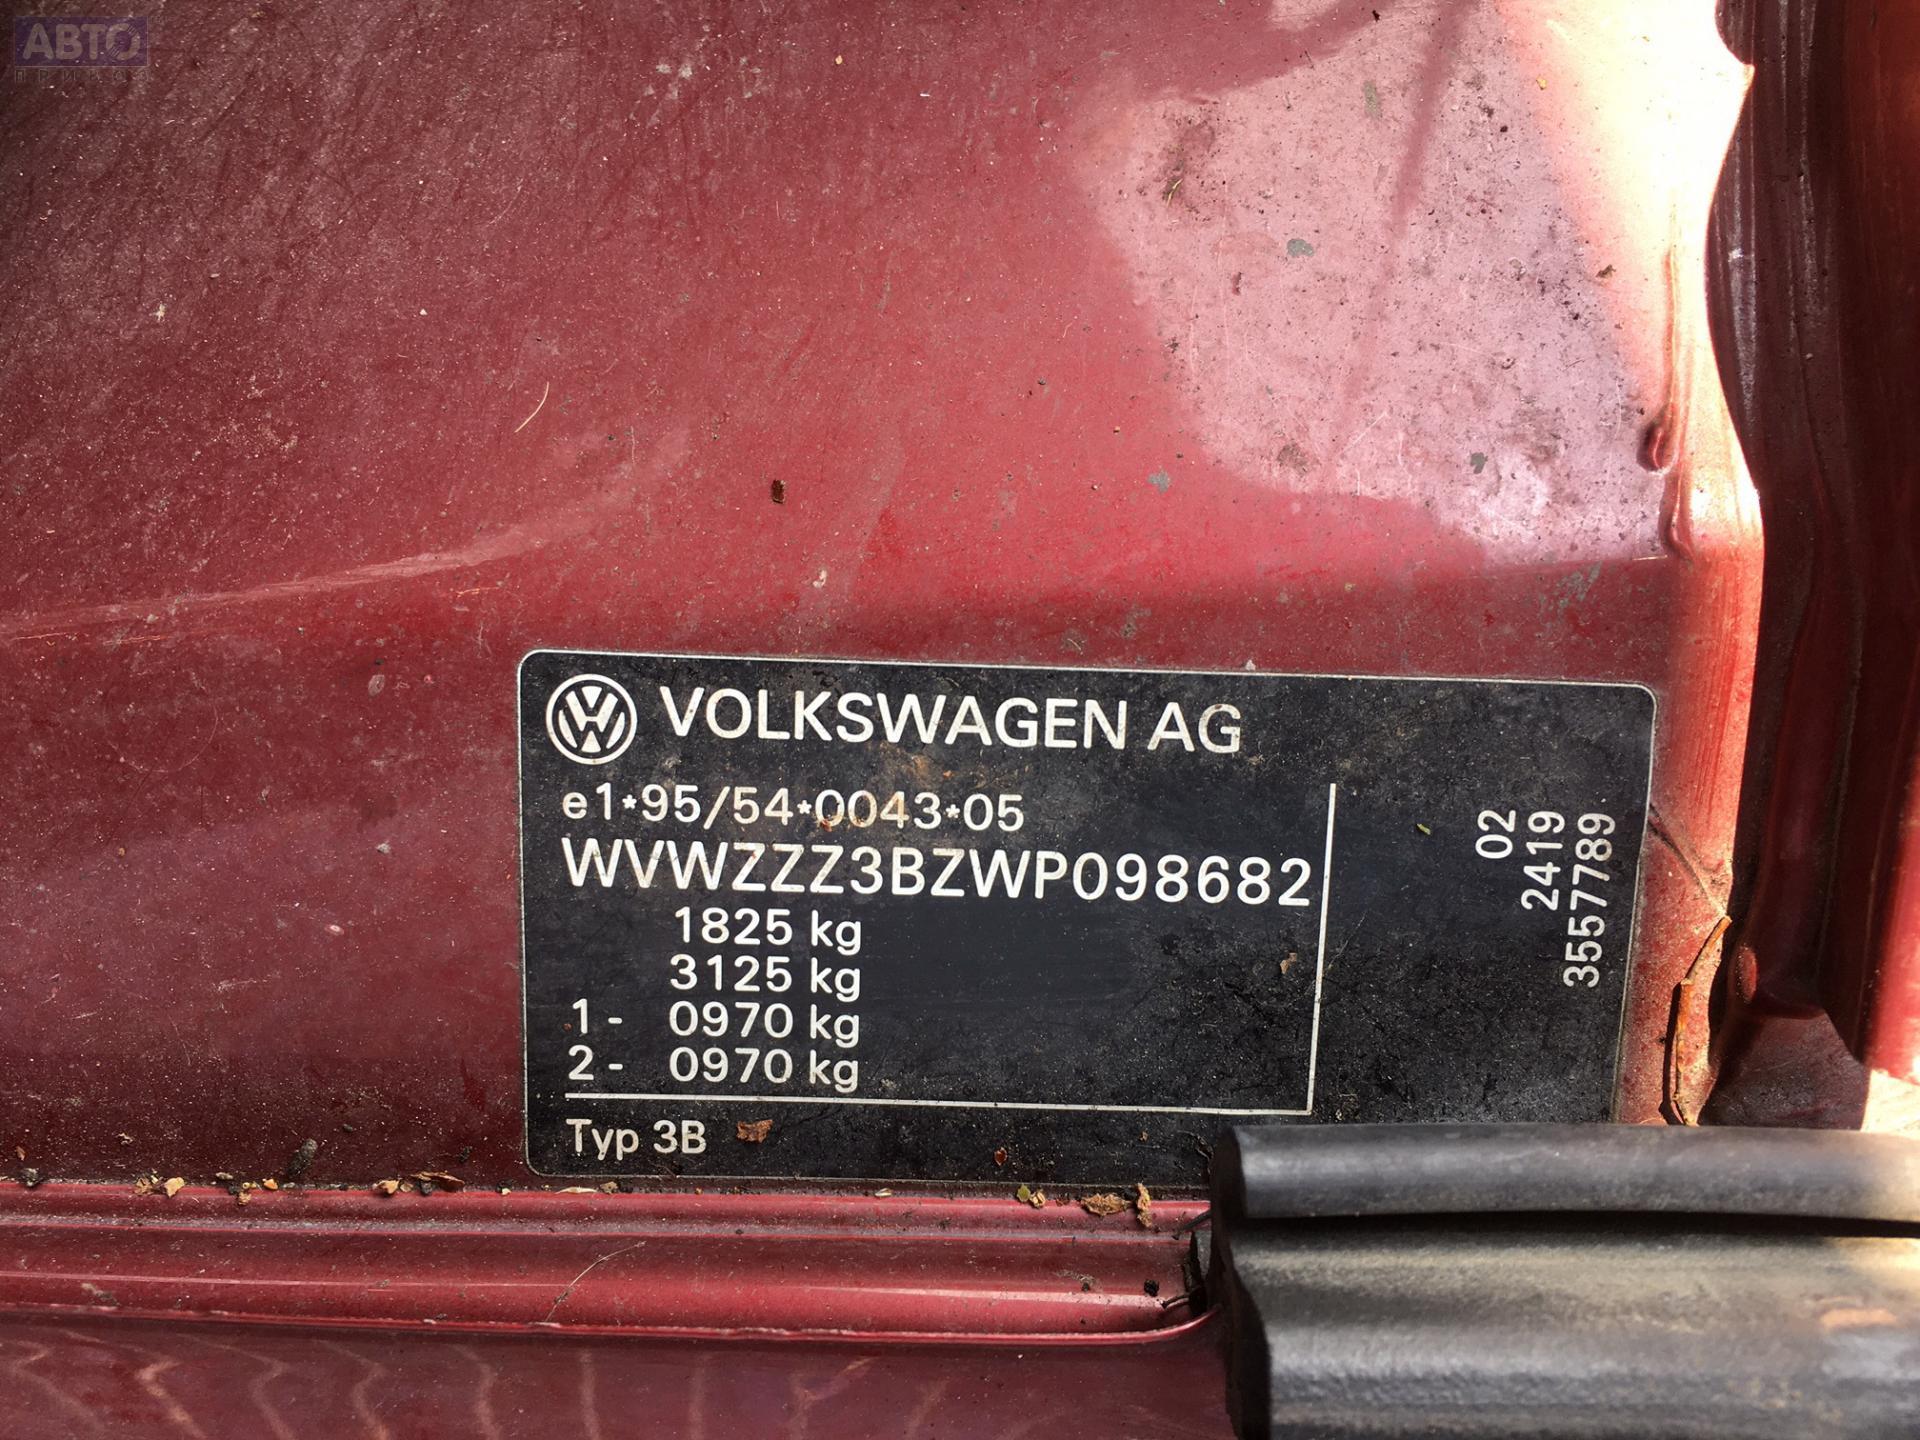 АВТО
ПРИВОЗ
VOLKSWAGEN AG
e1*95/54*0043*05
WVWZZZ3BZWP098682
1825 kg
3125 kg
1- 0970 kg
2- 0970 kg
Typ 3B
02
2419
3557789